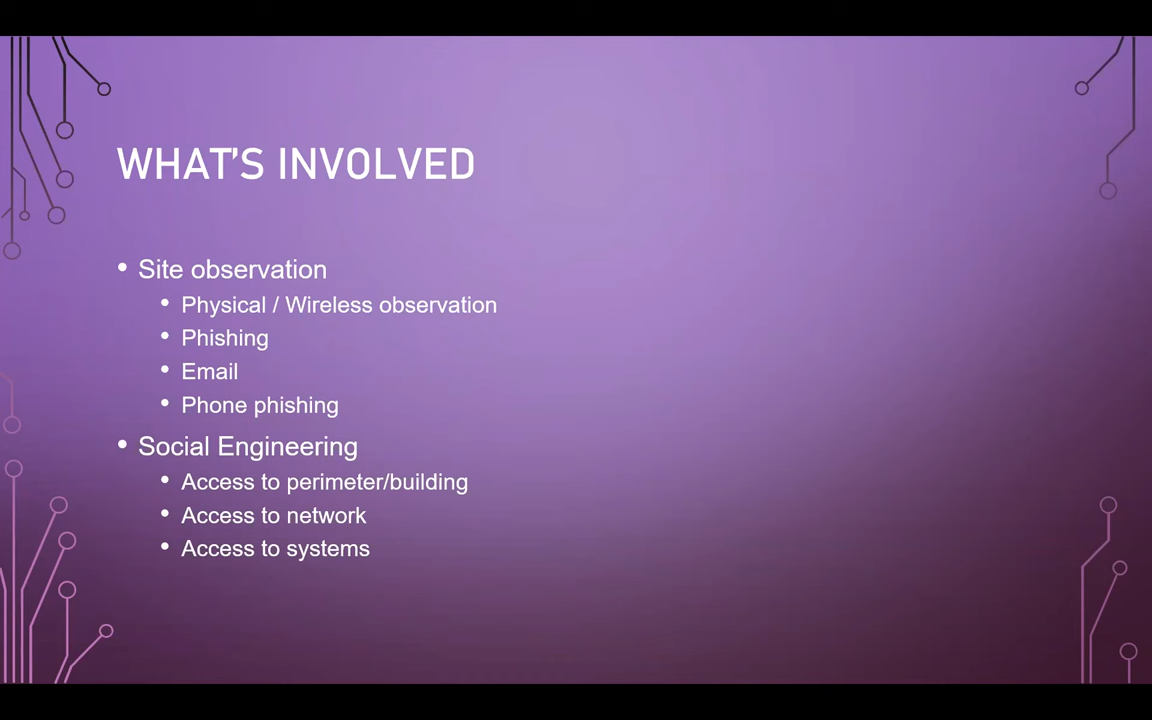 WHAT'S INVOLVED
• Site observation
• Physical / Wireless observation
• Phishing
• Email
• Phone phishing
• Social Engineering
• Access to perimeter/building
• Access to network
• Access to systems